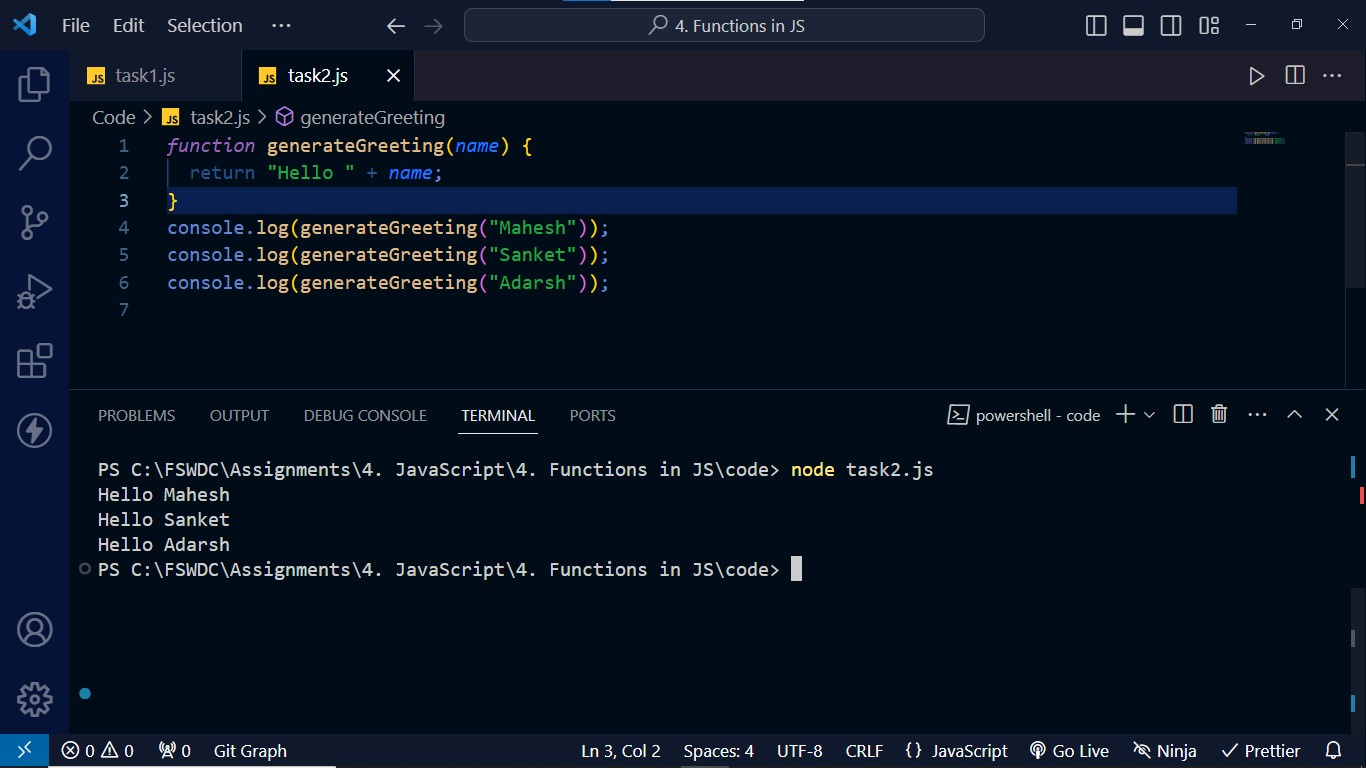 File Edit Selection ··· 4. Functions in JS
JS task1.js JS task2.js
Code > JS task2.js > generateGreeting
1 function generateGreeting(name) {
2 return "Hello " + name;
3 }
4 console.log(generateGreeting("Mahesh"));
5 console.log(generateGreeting("Sanket"));
6 console.log(generateGreeting("Adarsh"));
7
PROBLEMS OUTPUT DEBUG CONSOLE TERMINAL PORTS powershell - code
PS C:\FSWDC\Assignments\4. JavaScript\4. Functions in JS\code> node task2.js
Hello Mahesh
Hello Sanket
Hello Adarsh
PS C:\FSWDC\Assignments\4. JavaScript\4. Functions in JS\code>
0 0 0 Git Graph Ln 3, Col 2 Spaces: 4 UTF-8 CRLF {} JavaScript Go Live Ninja Prettier